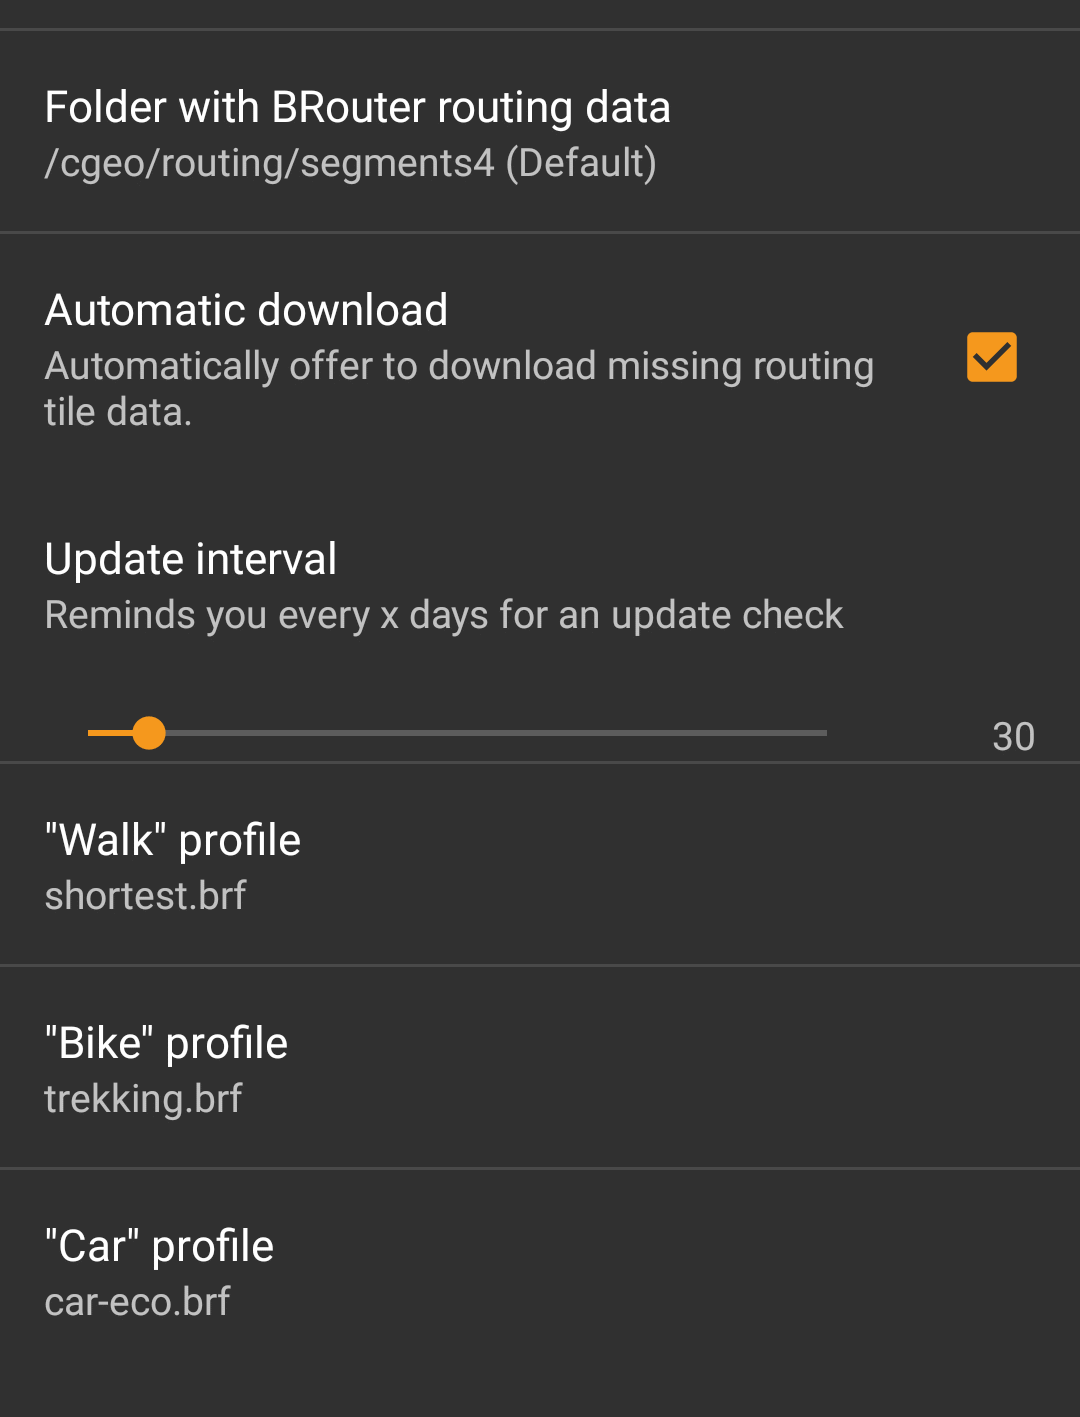 Folder with BRouter routing data
/cgeo/routing/segments4 (Default)
Automatic download
Automatically offer to download missing routing
tile data.
Update interval
Reminds you every x days for an update check
30
"Walk" profile
shortest.brf
"Bike" profile
trekking.brf
"Car" profile
car-eco.brf